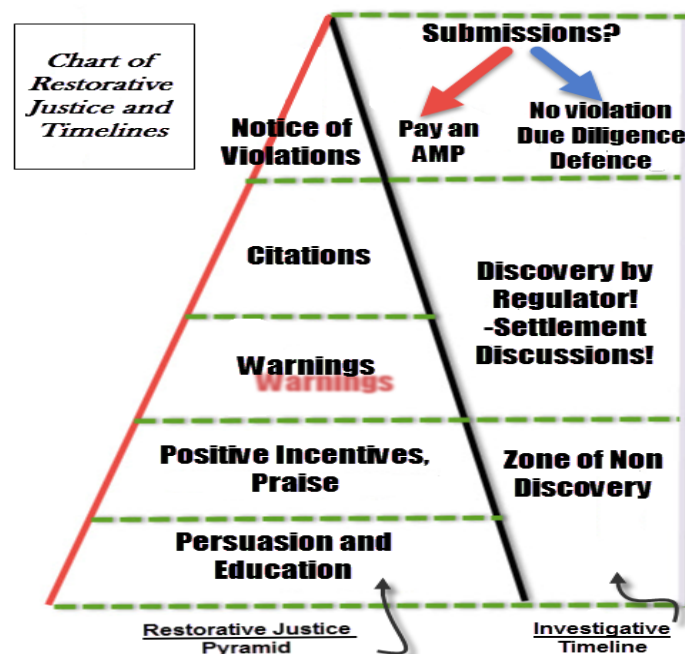 Chart of
Restorative
Justice and
Timelines
Submissions?
Notice of
Violations
Pay an
AMP
No violation
Due Diligence
Defence
Citations
Discovery by
Regulator!
-Settlement
Discussions!
Warnings
Warnings
Positive Incentives,
Praise
Zone of Non
Discovery
Persuasion and
Education
Restorative Justice
Pyramid
Investigative
Timeline